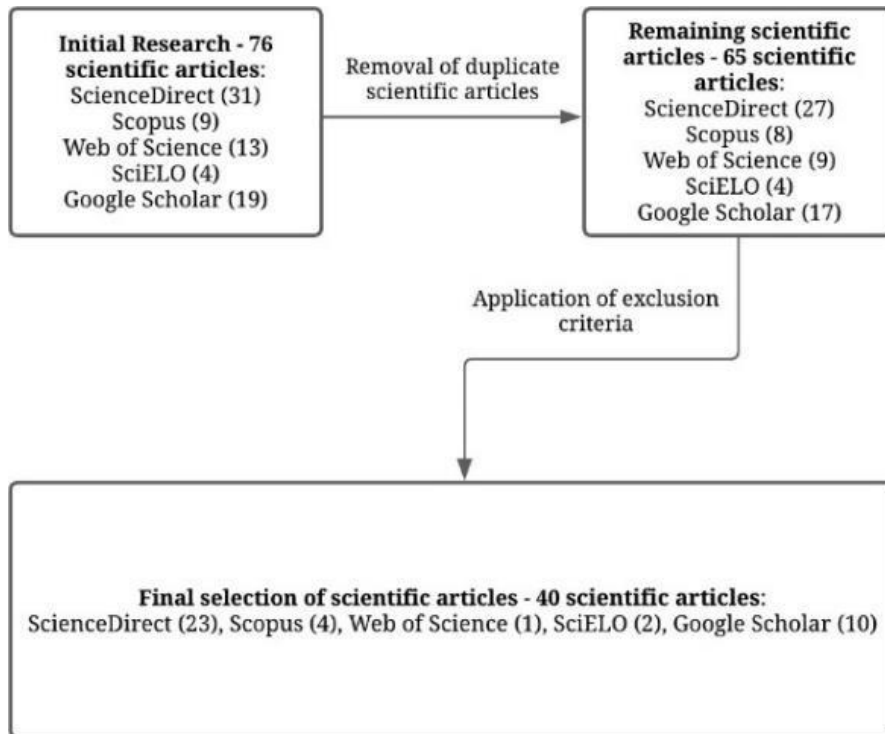 Initial Research - 76
scientific articles:
ScienceDirect (31)
Scopus (9)
Web of Science (13)
SciELO (4)
Google Scholar (19)
Removal of duplicate
scientific articles
Remaining scientific
articles - 65 scientific
articles:
ScienceDirect (27)
Scopus (8)
Web of Science (9)
SciELO (4)
Google Scholar (17)
Application of exclusion
criteria
Final selection of scientific articles - 40 scientific articles:
ScienceDirect (23), Scopus (4), Web of Science (1), SciELO (2), Google Scholar (10)